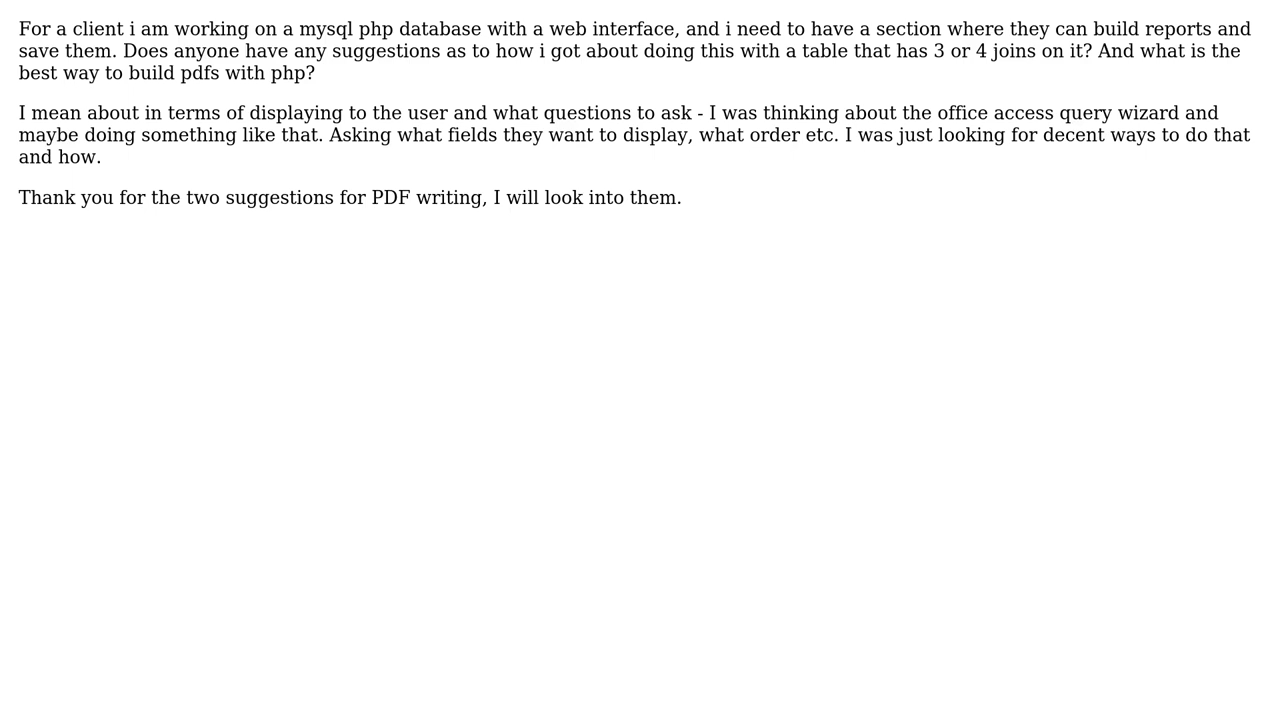 For a client i am working on a mysql php database with a web interface, and i need to have a section where they can build reports and
save them. Does anyone have any suggestions as to how i got about doing this with a table that has 3 or 4 joins on it? And what is the
best way to build pdfs with php?
I mean about in terms of displaying to the user and what questions to ask - I was thinking about the office access query wizard and
maybe doing something like that. Asking what fields they want to display, what order etc. I was just looking for decent ways to do that
and how.
Thank you for the two suggestions for PDF writing, I will look into them.